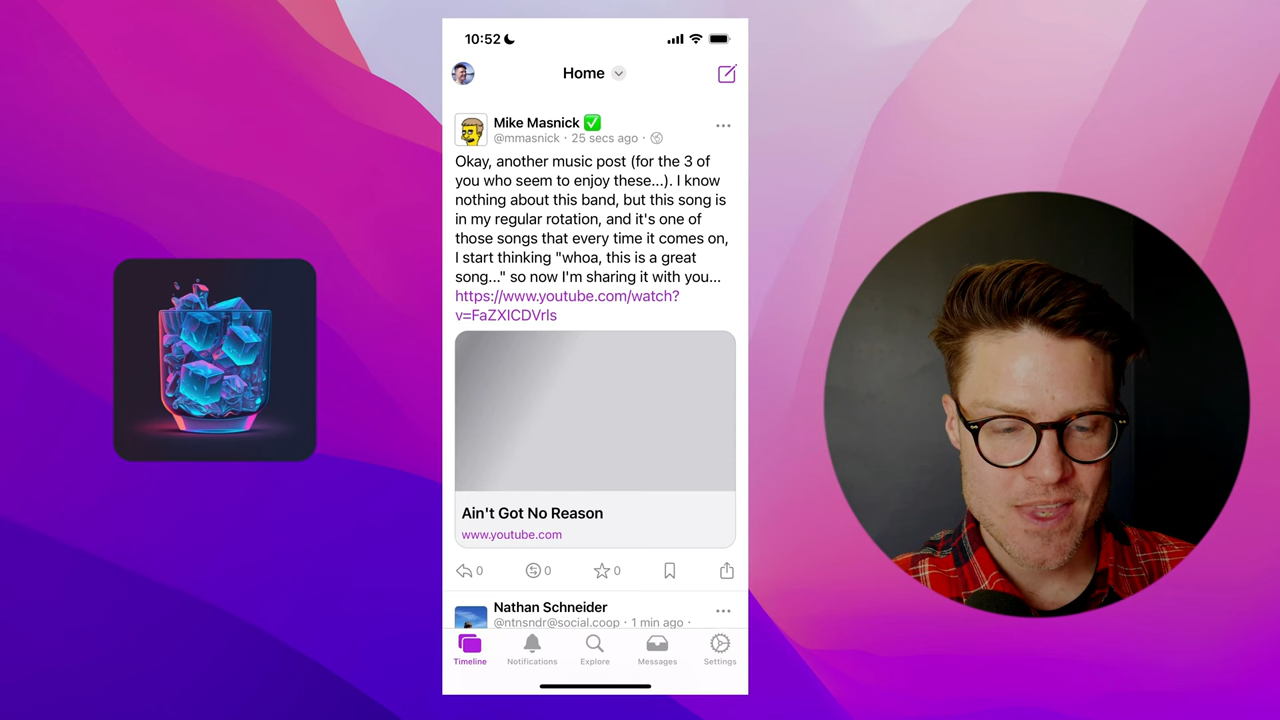 10:52
Home
Mike Masnick ✅
@mmasnick · 25 secs ago ·
Okay, another music post (for the 3 of
you who seem to enjoy these...). I know
nothing about this band, but this song is
in my regular rotation, and it's one of
those songs that every time it comes on,
I start thinking "whoa, this is a great
song..." so now I'm sharing it with you...
https://www.youtube.com/watch?
v=FaZXICDVrIs
Ain't Got No Reason
www.youtube.com
0 0 0
Nathan Schneider
@ntnsndr@social.coop · 1 min ago ·
Timeline Notifications Explore Messages Settings